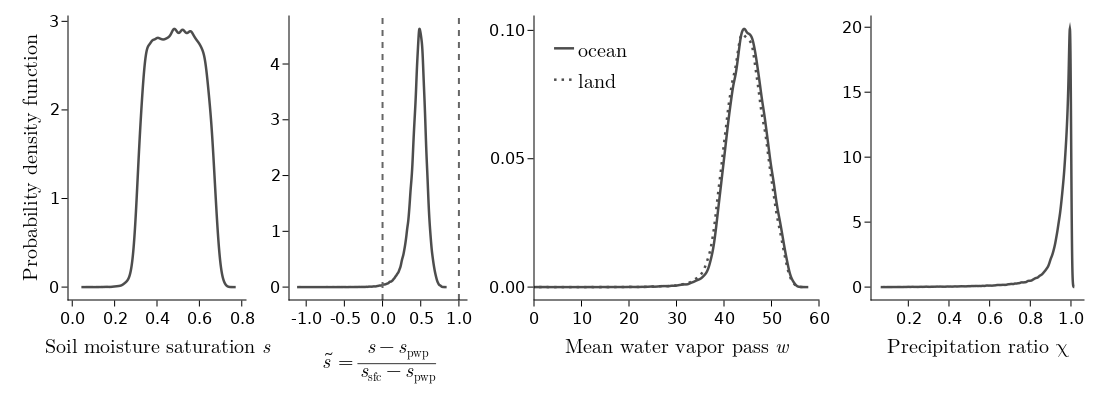 Probability density function
3
2
1
0
0.0 0.2 0.4 0.6 0.8
Soil moisture saturation s
4
3
2
1
0
-1.0 -0.5 0.0 0.5 1.0
s̃ = (s − s_pwp) / (s_sfc − s_pwp)
0.10
0.05
0.00
ocean
land
0 10 20 30 40 50 60
Mean water vapor pass w
20
15
10
5
0
0.2 0.4 0.6 0.8 1.0
Precipitation ratio χ